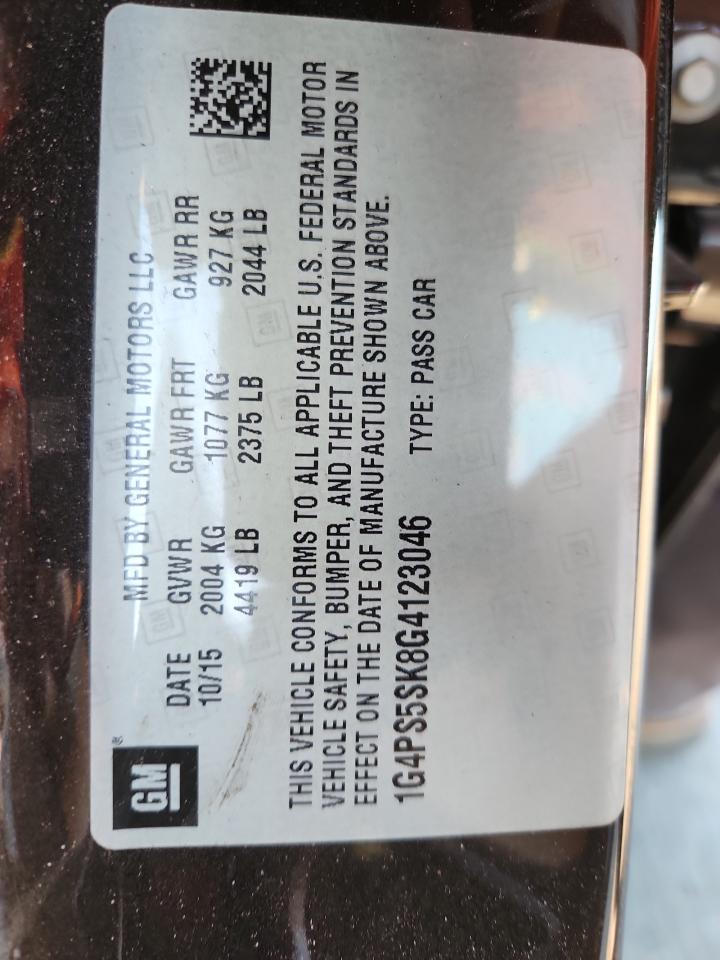 GM ®
MFD BY GENERAL MOTORS LLC
DATE GVWR GAWR FRT GAWR RR
10/15 2004 KG 1077 KG 927 KG
4419 LB 2375 LB 2044 LB
THIS VEHICLE CONFORMS TO ALL APPLICABLE U.S. FEDERAL MOTOR
VEHICLE SAFETY, BUMPER, AND THEFT PREVENTION STANDARDS IN
EFFECT ON THE DATE OF MANUFACTURE SHOWN ABOVE.
1G4PS5SK8G4123046 TYPE: PASS CAR